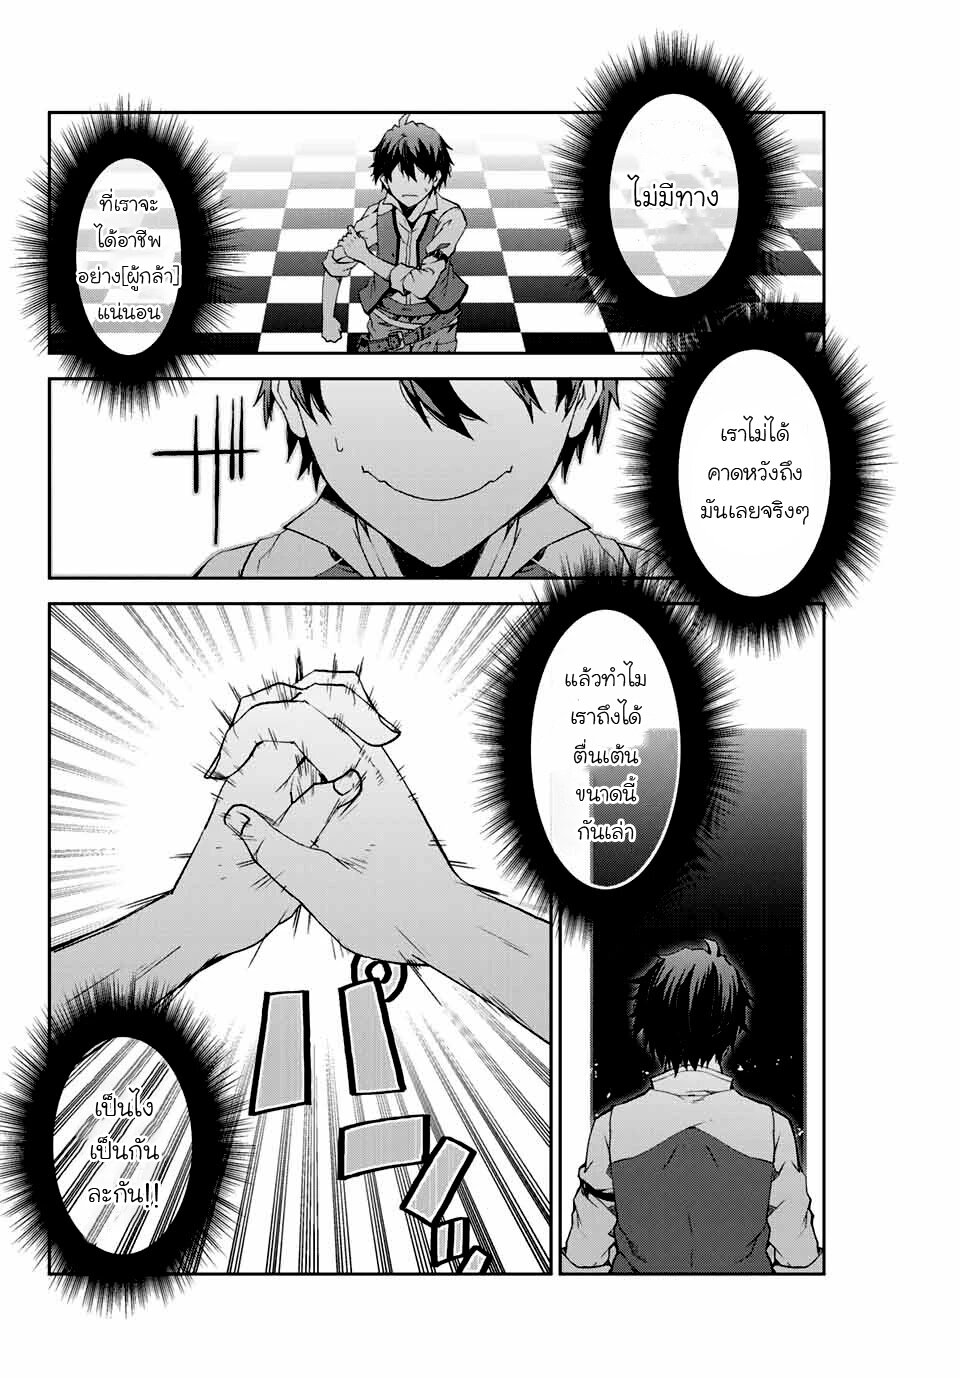 ไม่มีทาง
ที่เราจะ
ได้อาชีพ
อย่าง[ผู้กล้า]
แน่นอน
เราไม่ได้
คาดหวังถึง
มันเลยจริงๆ
แล้วทำไม
เราถึงได้
ตื่นเต้น
ขนาดนี้
กันเล่า
เป็นไง
เป็นกัน
ละกัน!!